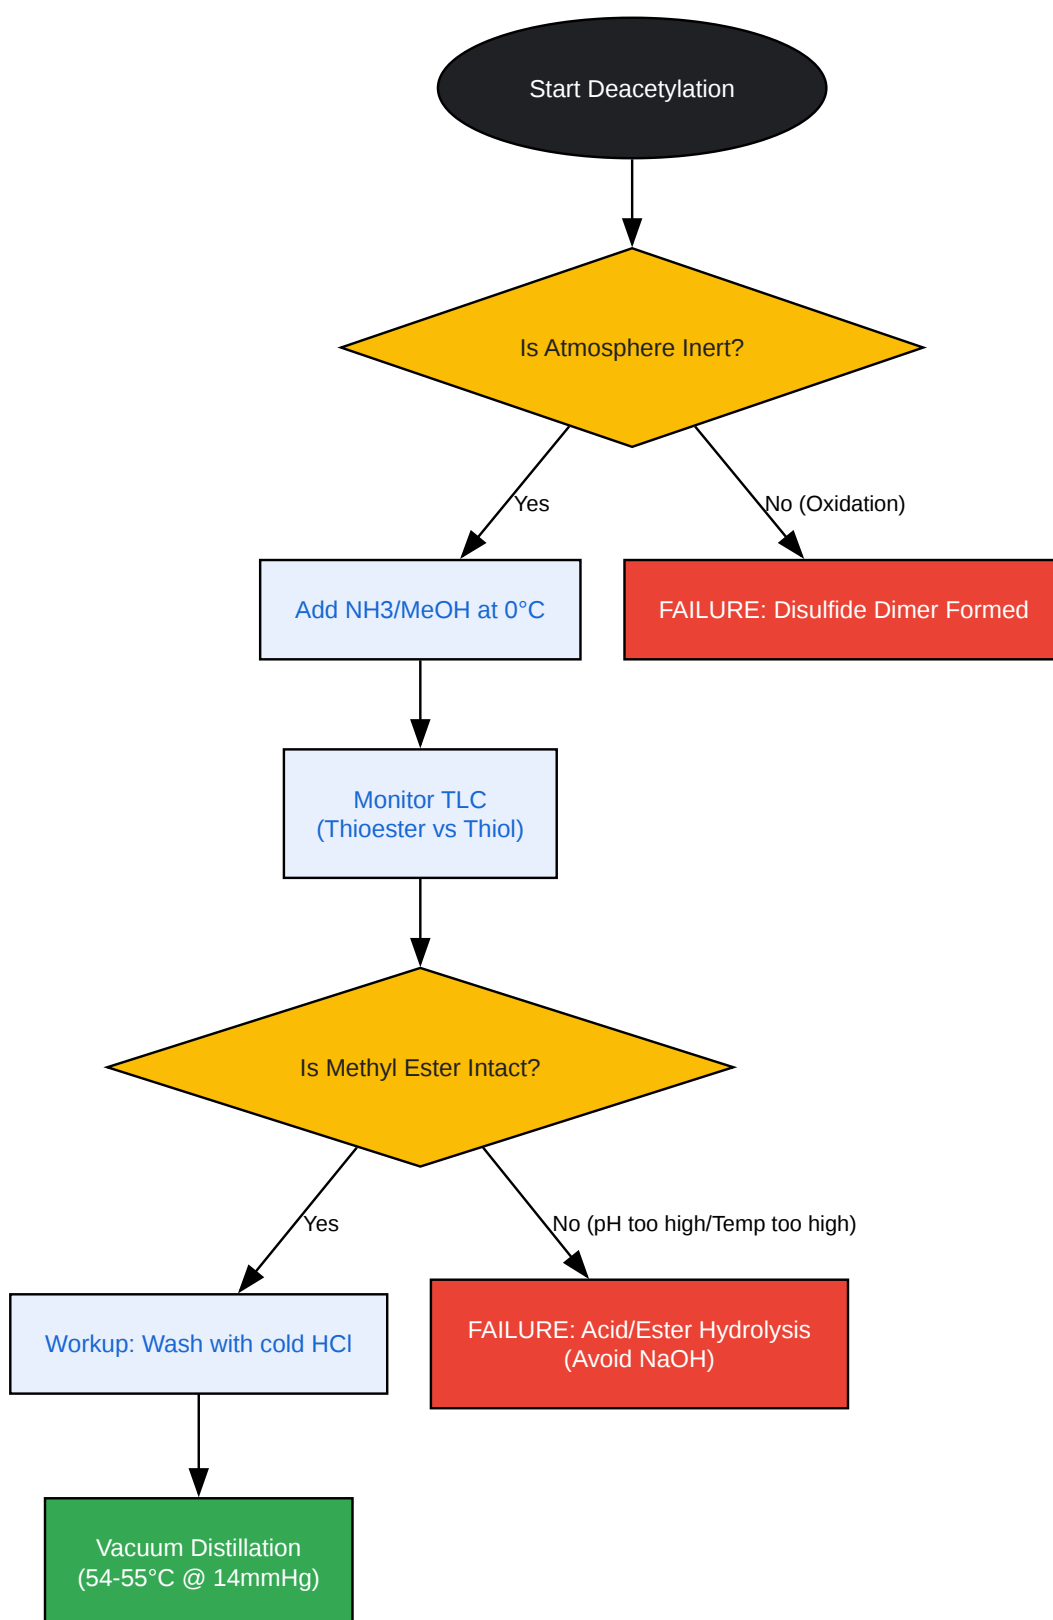 Start Deacetylation
Is Atmosphere Inert?
Yes
No (Oxidation)
Add NH3/MeOH at 0°C
FAILURE: Disulfide Dimer Formed
Monitor TLC
(Thioester vs Thiol)
Is Methyl Ester Intact?
Yes
No (pH too high/Temp too high)
Workup: Wash with cold HCl
FAILURE: Acid/Ester Hydrolysis
(Avoid NaOH)
Vacuum Distillation
(54-55°C @ 14mmHg)